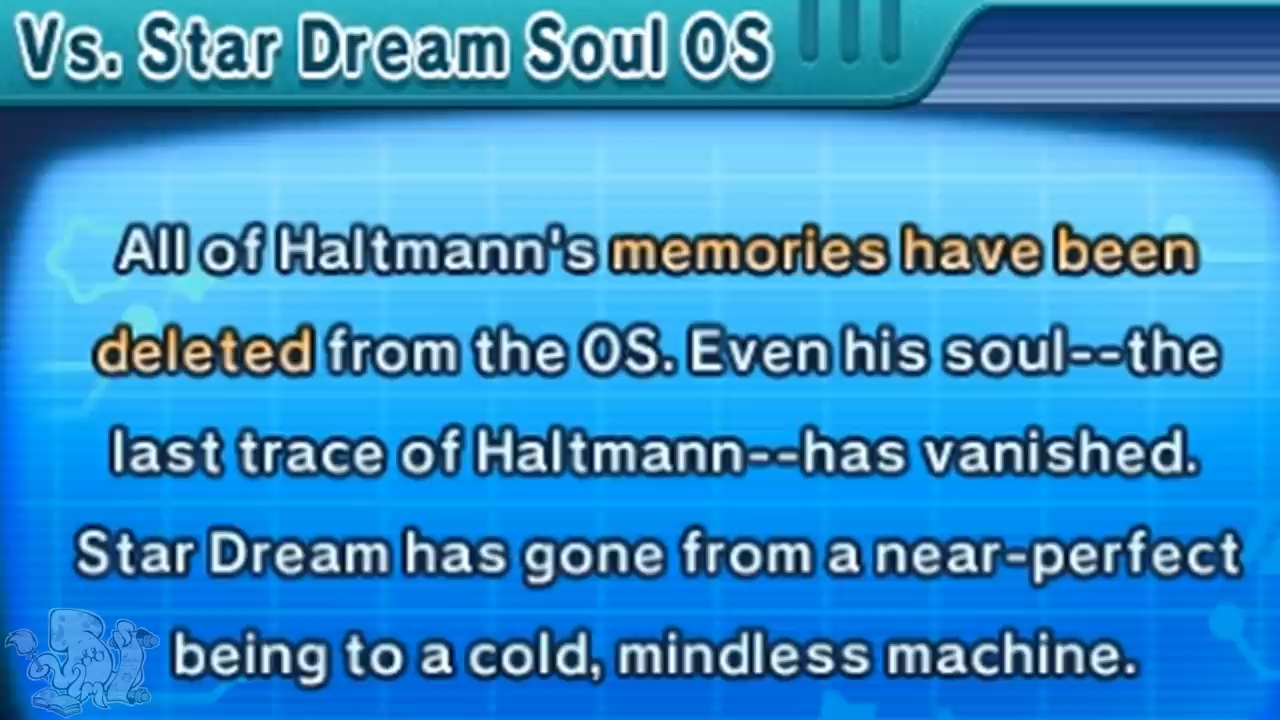 Vs. Star Dream Soul OS
All of Haltmann's memories have been
deleted from the OS. Even his soul--the
last trace of Haltmann--has vanished.
Star Dream has gone from a near-perfect
being to a cold, mindless machine.